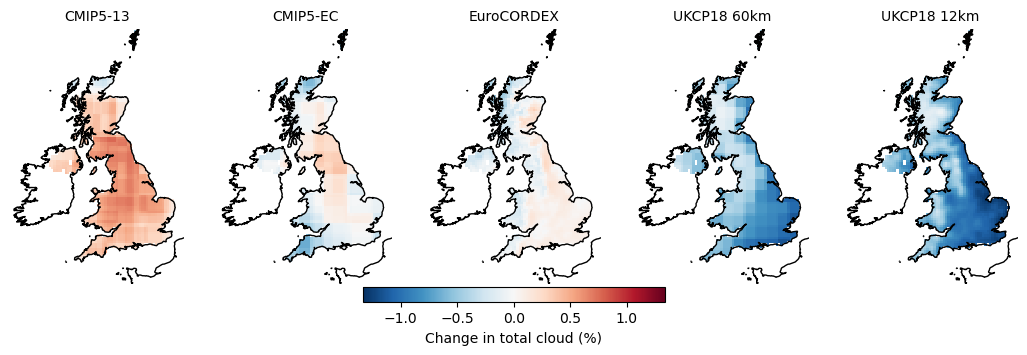 CMIP5-13 CMIP5-EC EuroCORDEX UKCP18 60km UKCP18 12km
−1.0 −0.5 0.0 0.5 1.0
Change in total cloud (%)